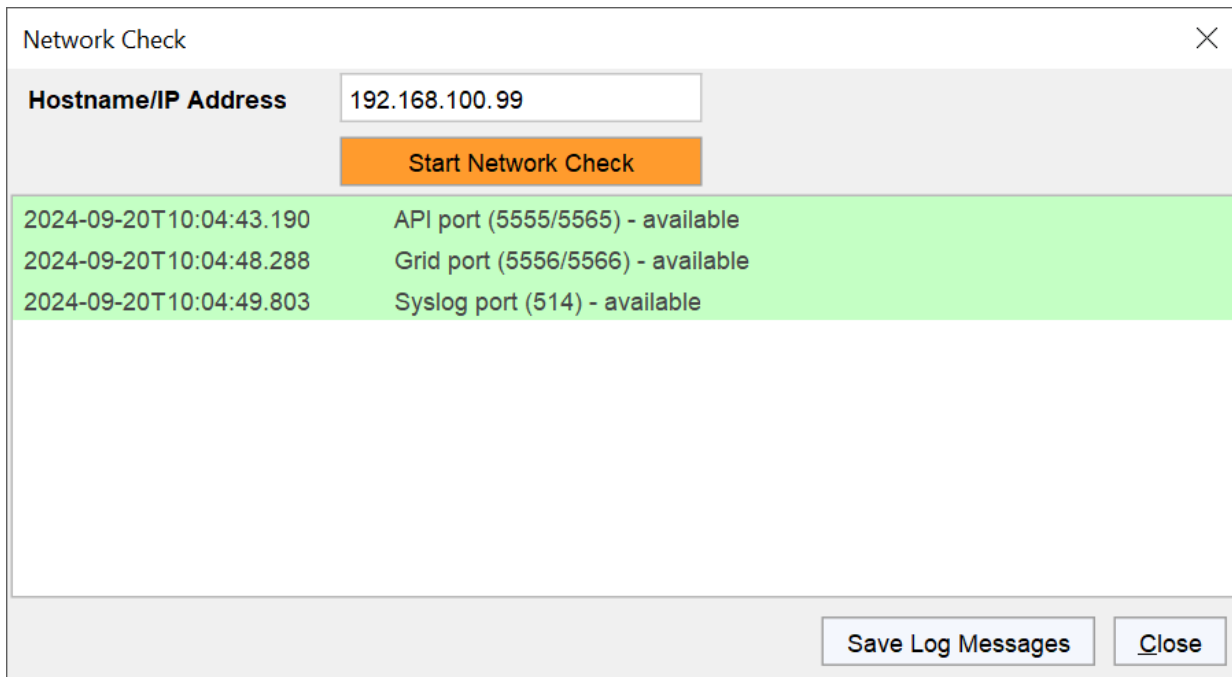 Network Check
Hostname/IP Address 192.168.100.99
Start Network Check
2024-09-20T10:04:43.190 API port (5555/5565) - available
2024-09-20T10:04:48.288 Grid port (5556/5566) - available
2024-09-20T10:04:49.803 Syslog port (514) - available
Save Log Messages Close